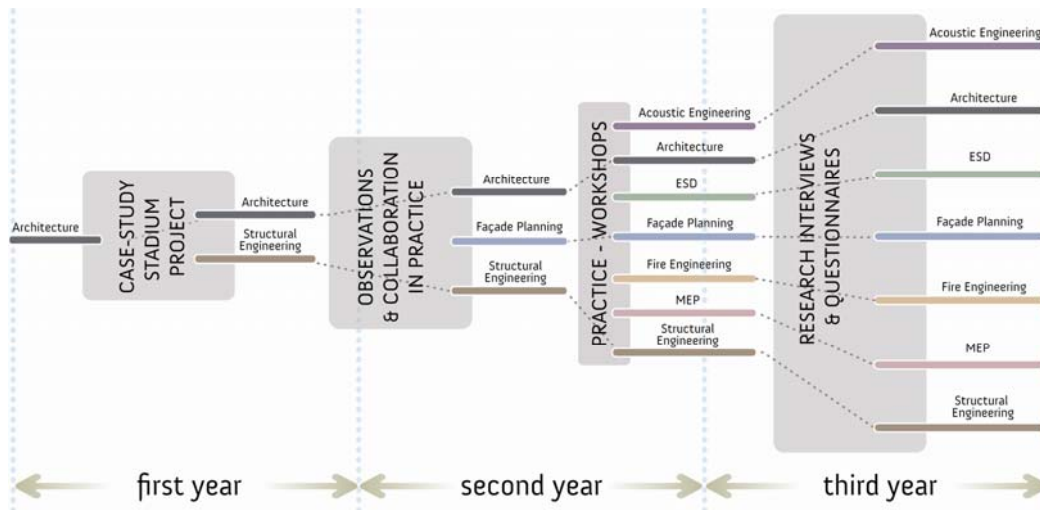 Architecture
CASE-STUDY
STADIUM
PROJECT
Architecture
Structural
Engineering
OBSERVATIONS
& COLLABORATION
IN PRACTICE
Architecture
Façade Planning
Structural
Engineering
PRACTICE - WORKSHOPS
Acoustic Engineering
Architecture
ESD
Façade Planning
Fire Engineering
MEP
Structural
Engineering
RESEARCH INTERVIEWS
& QUESTIONNAIRES
Acoustic Engineering
Architecture
ESD
Façade Planning
Fire Engineering
MEP
Structural
Engineering
first year
second year
third year